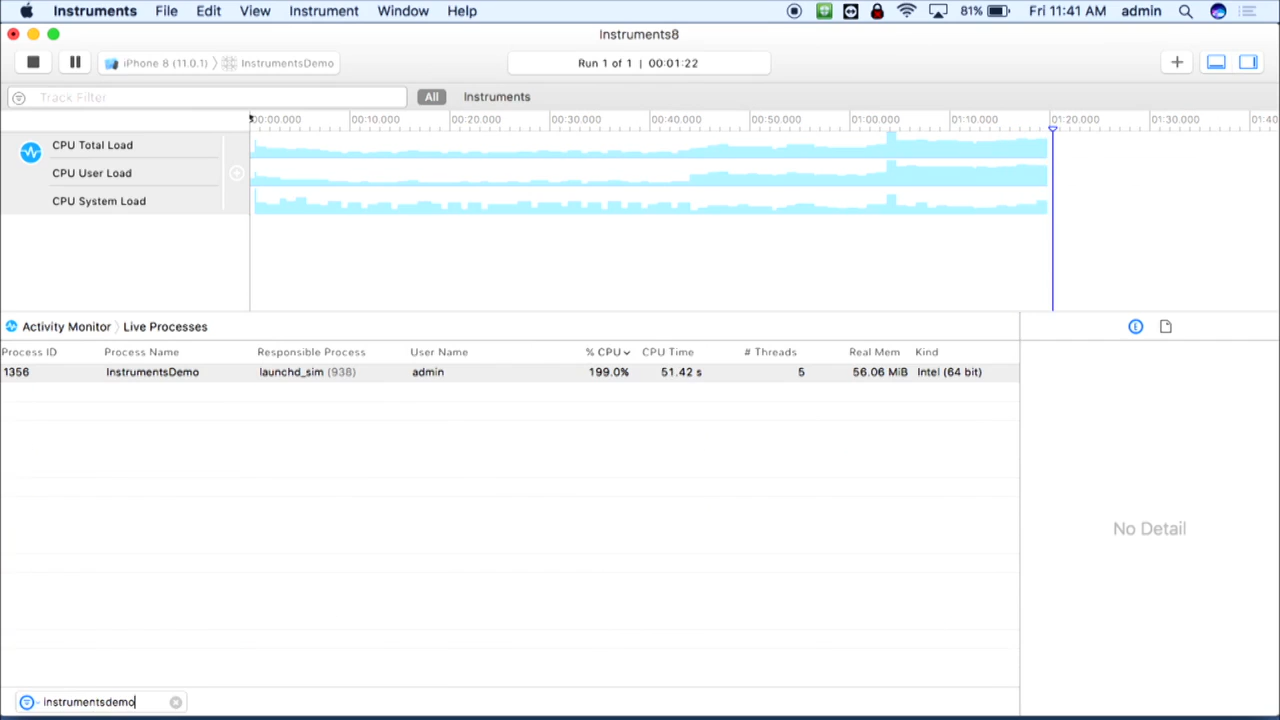 Instruments File Edit View Instrument Window Help 81% Fri 11:41 AM admin
Instruments8
iPhone 8 (11.0.1) InstrumentsDemo Run 1 of 1 | 00:01:22
Track Filter All Instruments
00:00.000 00:10.000 00:20.000 00:30.000 00:40.000 00:50.000 01:00.000 01:10.000 01:20.000 01:30.000 01:40
CPU Total Load
CPU User Load
CPU System Load
Activity Monitor Live Processes
Process ID Process Name Responsible Process User Name % CPU CPU Time # Threads Real Mem Kind
1356 InstrumentsDemo launchd_sim (938) admin 199.0% 51.42 s 5 56.06 MiB Intel (64 bit)
No Detail
instrumentsdemo